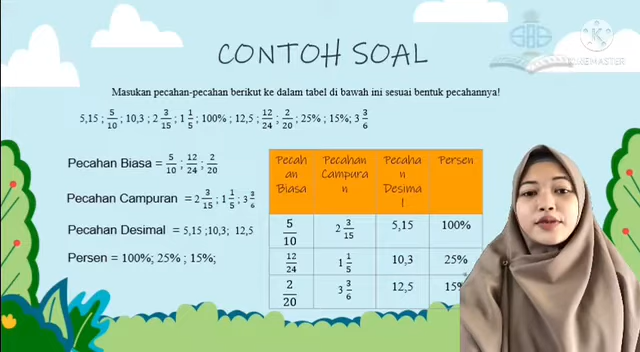 CONTOH SOAL
KINEMASTER
Masukan pecahan-pecahan berikut ke dalam tabel di bawah ini sesuai bentuk pecahannya!
5,15 ; 5/10 ; 10,3 ; 2 3/15 ; 1 1/5 ; 100% ; 12,5 ; 12/24 ; 2/20 ; 25% ; 15%; 3 3/6
Pecahan Biasa = 5/10 ; 12/24 ; 2/20
Pecahan Campuran = 2 3/15 ; 1 1/5 ; 3 3/6
Pecahan Desimal = 5,15 ;10,3; 12,5
Persen = 100%; 25% ; 15%;
Pecah an Biasa | Pecahan Campura n | Pecaha n Desima l | Persen
5/10 | 2 3/15 | 5,15 | 100%
12/24 | 1 1/5 | 10,3 | 25%
2/20 | 3 3/6 | 12,5 | 15%